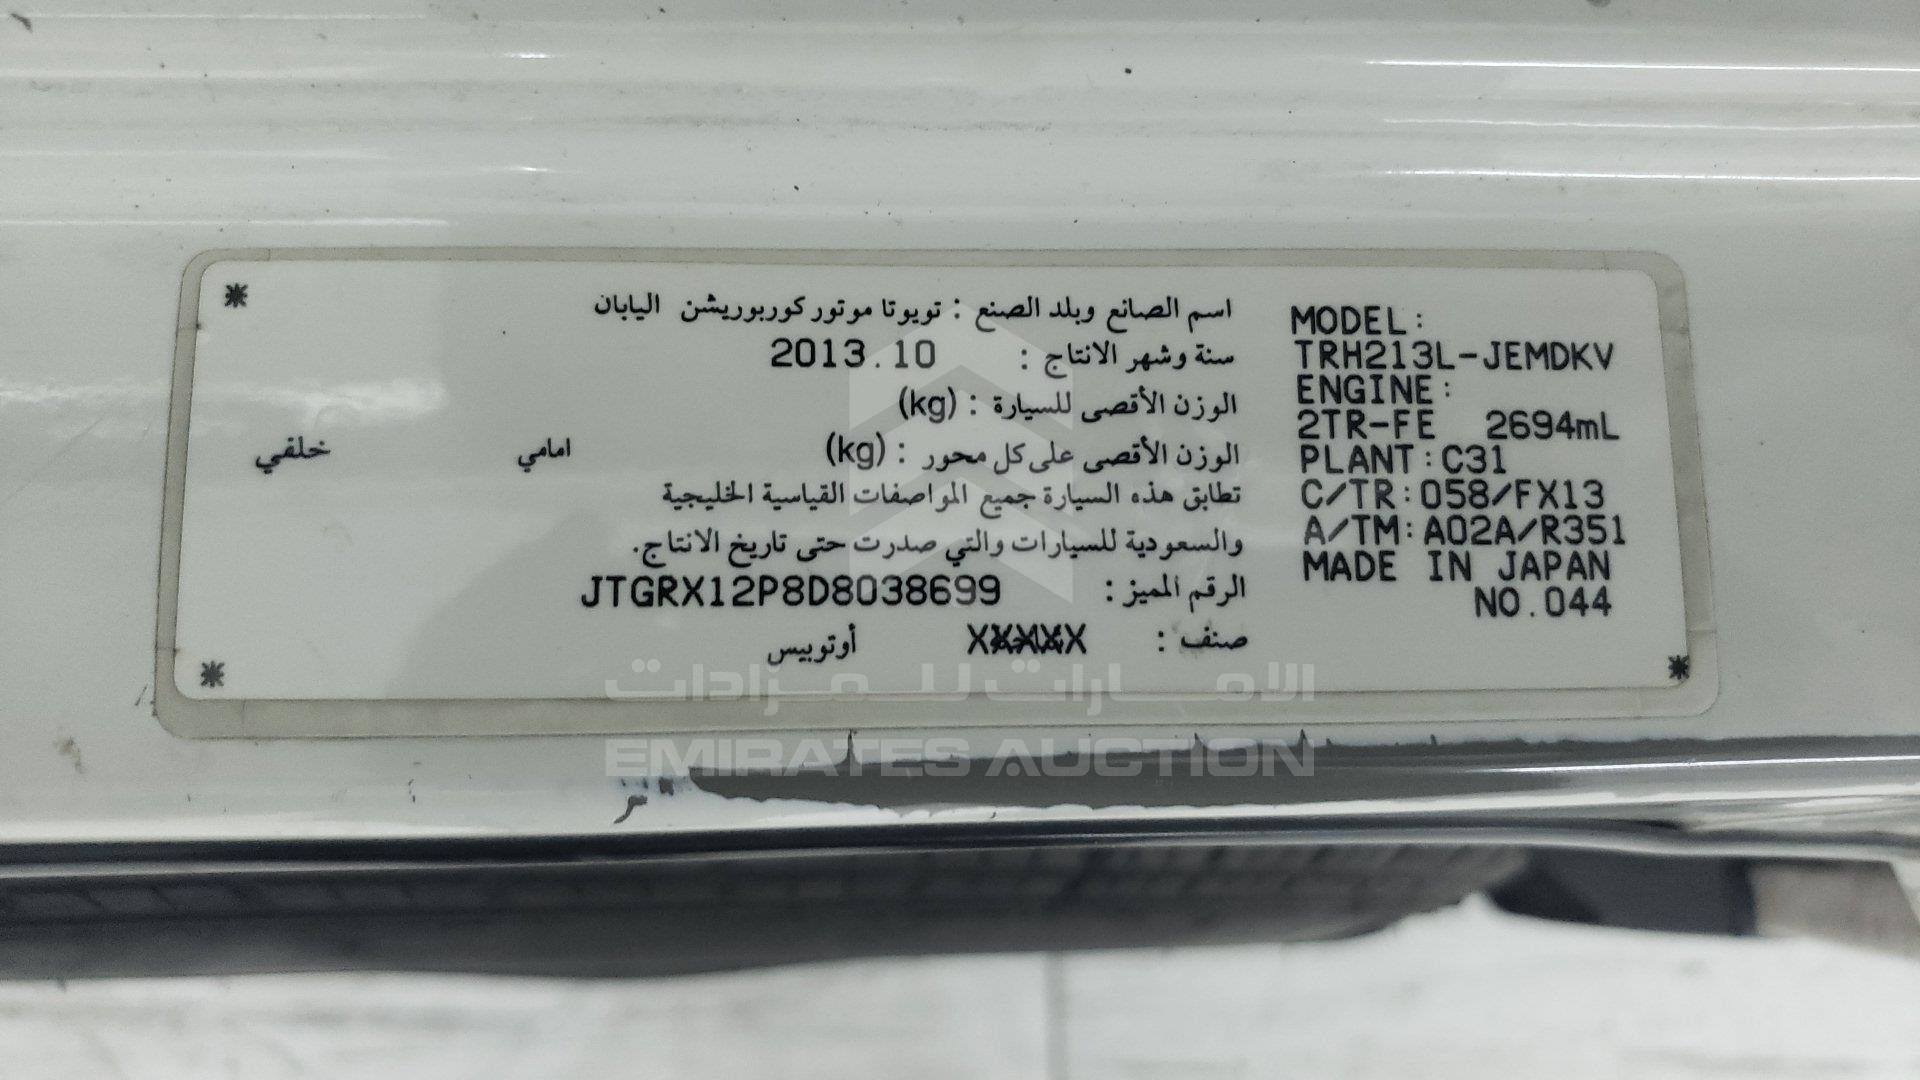 اسم الصانع وبلد الصنع : تويوتا موتور كوربوريشن اليابان
سنة وشهر الانتاج : 2013.10
الوزن الأقصى للسيارة : (kg)
الوزن الأقصى على كل محور : (kg) امامي خلفي
تطابق هذه السيارة جميع المواصفات القياسية الخليجية
والسعودية للسيارات والتي صدرت حتى تاريخ الانتاج.
الرقم المميز : JTGRX12P8D8038699
صنف : XXXXX أوتوبيس
MODEL:
TRH213L-JEMDKV
ENGINE:
2TR-FE 2694mL
PLANT:C31
C/TR:058/FX13
A/TM:A02A/R351
MADE IN JAPAN
NO.044
الامارات للمزادات
EMIRATES AUCTION